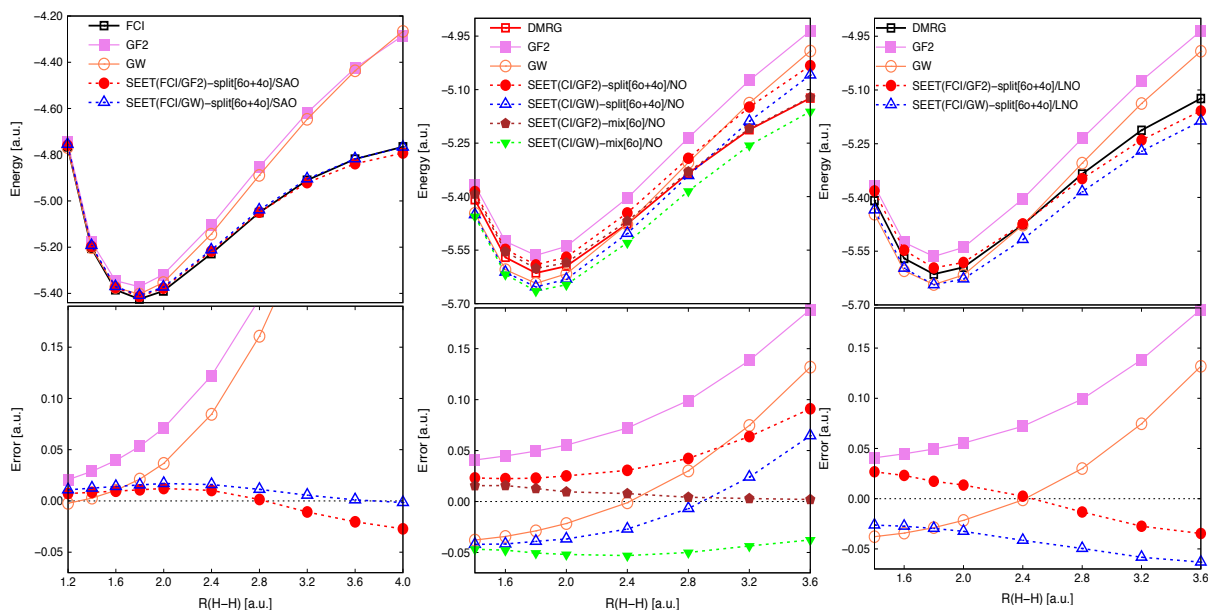 −4.20
−4.40
−4.60
−4.80
−5.00
−5.20
−5.40
Energy [a.u.]
FCI
GF2
GW
SEET(FCI/GF2)−split[6o+4o]/SAO
SEET(FCI/GW)−split[6o+4o]/SAO
0.15
0.10
0.05
0.00
−0.05
Error [a.u.]
1.2 1.6 2.0 2.4 2.8 3.2 3.6 4.0
R(H−H) [a.u.]
−4.95
−5.10
−5.25
−5.40
−5.55
−5.70
Energy [a.u.]
DMRG
GF2
GW
SEET(CI/GF2)−split[6o+4o]/NO
SEET(CI/GW)−split[6o+4o]/NO
SEET(CI/GF2)−mix[6o]/NO
SEET(CI/GW)−mix[6o]/NO
0.15
0.10
0.05
0.00
−0.05
Error [a.u.]
1.6 2.0 2.4 2.8 3.2 3.6
R(H−H) [a.u.]
−4.95
−5.10
−5.25
−5.40
−5.55
−5.70
Energy [a.u.]
DMRG
GF2
GW
SEET(FCI/GF2)−split[6o+4o]/LNO
SEET(FCI/GW)−split[6o+4o]/LNO
0.15
0.10
0.05
0.00
−0.05
Error [a.u.]
1.6 2.0 2.4 2.8 3.2 3.6
R(H−H) [a.u.]